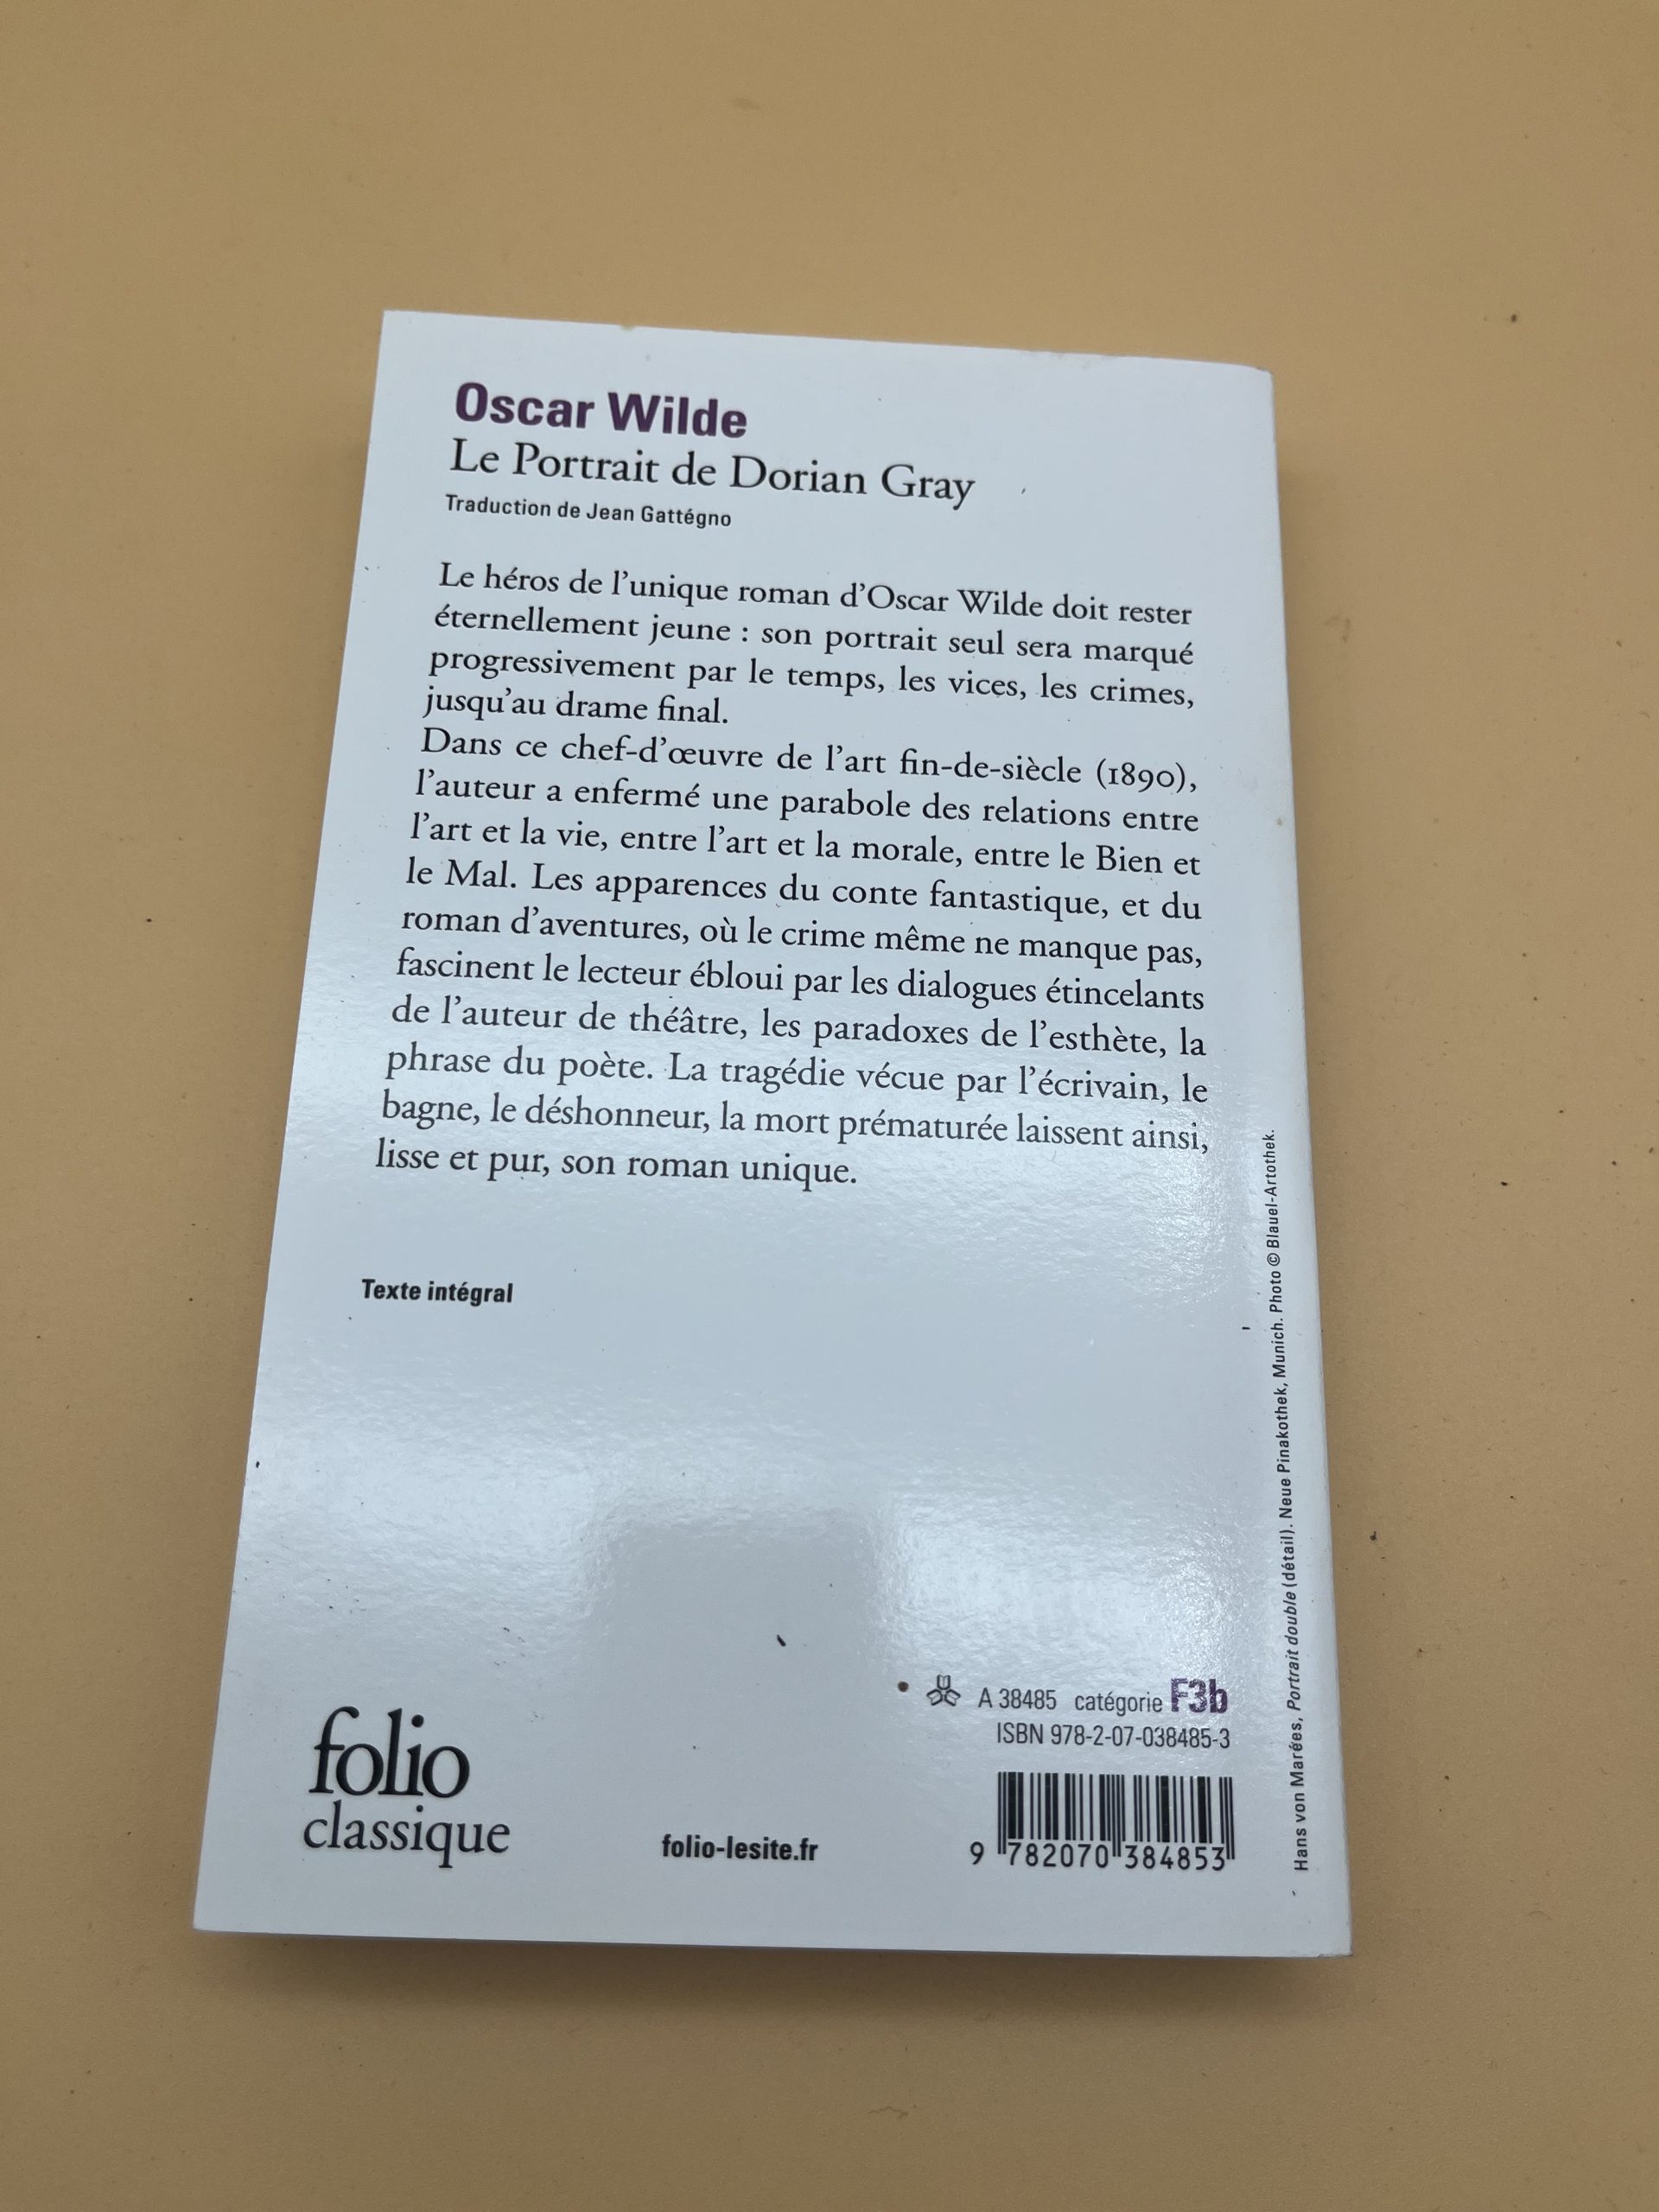 Oscar Wilde
Le Portrait de Dorian Gray
Traduction de Jean Gattégno
Le héros de l'unique roman d'Oscar Wilde doit rester
éternellement jeune : son portrait seul sera marqué
progressivement par le temps, les vices, les crimes,
jusqu'au drame final.
Dans ce chef-d'œuvre de l'art fin-de-siècle (1890),
l'auteur a enfermé une parabole des relations entre
l'art et la vie, entre l'art et la morale, entre le Bien et
le Mal. Les apparences du conte fantastique, et du
roman d'aventures, où le crime même ne manque pas,
fascinent le lecteur ébloui par les dialogues étincelants
de l'auteur de théâtre, les paradoxes de l'esthète, la
phrase du poète. La tragédie vécue par l'écrivain, le
bagne, le déshonneur, la mort prématurée laissent ainsi,
lisse et pur, son roman unique.
Texte intégral
folio
classique
folio-lesite.fr
A 38485 catégorie F3b
ISBN 978-2-07-038485-3
9 782070 384853
Hans von Marées, Portrait double (détail). Neue Pinakothek, Munich. Photo © Blauel-Artothek.